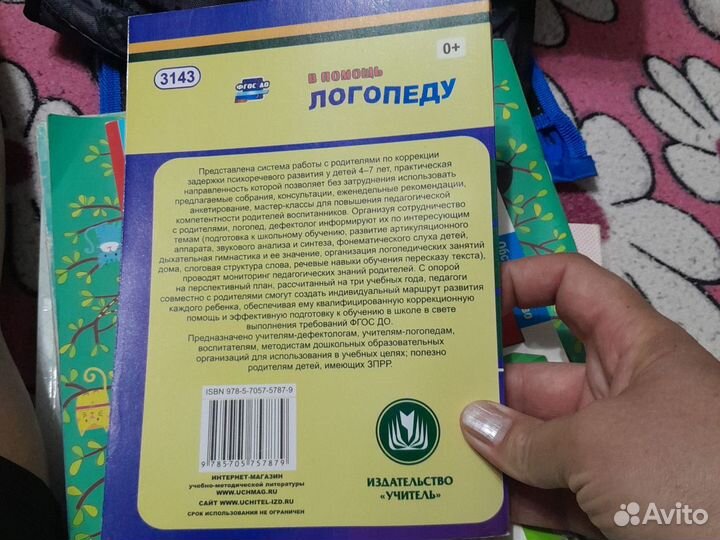 0+
3143
ФГОС ДО
В ПОМОЩЬ
ЛОГОПЕДУ
Представлена система работы с родителями по коррекции
задержки психоречевого развития у детей 4–7 лет, практическая
направленность которой позволяет без затруднения использовать
предлагаемые собрания, консультации, еженедельные рекомендации,
анкетирование, мастер-классы для повышения педагогической
компетентности родителей воспитанников. Организуя сотрудничество
с родителями, логопед, дефектолог информируют их по интересующим
темам (подготовка к школьному обучению, развитие артикуляционного
аппарата, звукового анализа и синтеза, фонематического слуха детей,
дыхательная гимнастика и ее значение, организация логопедических занятий
дома, слоговая структура слова, речевые навыки обучения пересказу текста),
проводят мониторинг педагогических знаний родителей. С опорой
на перспективный план, рассчитанный на три учебных года, педагоги
совместно с родителями смогут создать индивидуальный маршрут развития
каждого ребенка, обеспечивая ему квалифицированную коррекционную
помощь и эффективную подготовку к обучению в школе в свете
выполнения требований ФГОС ДО.
Предназначено учителям-дефектологам, учителям-логопедам,
воспитателям, методистам дошкольных образовательных
организаций для использования в учебных целях; полезно
родителям детей, имеющих ЗПРР.
ISBN 978-5-7057-5787-9
9 785705 757879
ИНТЕРНЕТ-МАГАЗИН
учебно-методической литературы
WWW.UCHMAG.RU
САЙТ WWW.UCHITEL-IZD.RU
СРОК ИСПОЛЬЗОВАНИЯ НЕ ОГРАНИЧЕН
ИЗДАТЕЛЬСТВО
«УЧИТЕЛЬ»
Avito